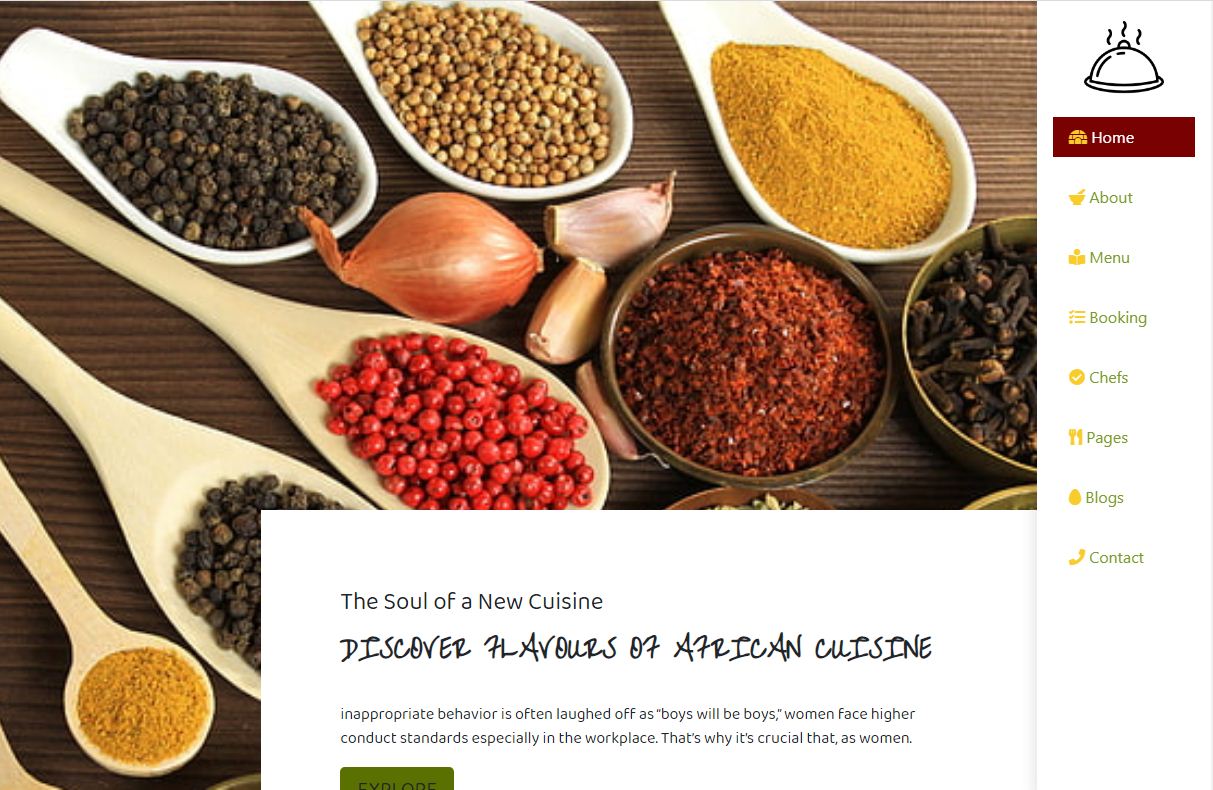 Home
About
Menu
Booking
Chefs
Pages
Blogs
Contact
The Soul of a New Cuisine
DISCOVER FLAVOURS OF AFRICAN CUISINE
inappropriate behavior is often laughed off as “boys will be boys,” women face higher
conduct standards especially in the workplace. That’s why it’s crucial that, as women.
EXPLORE